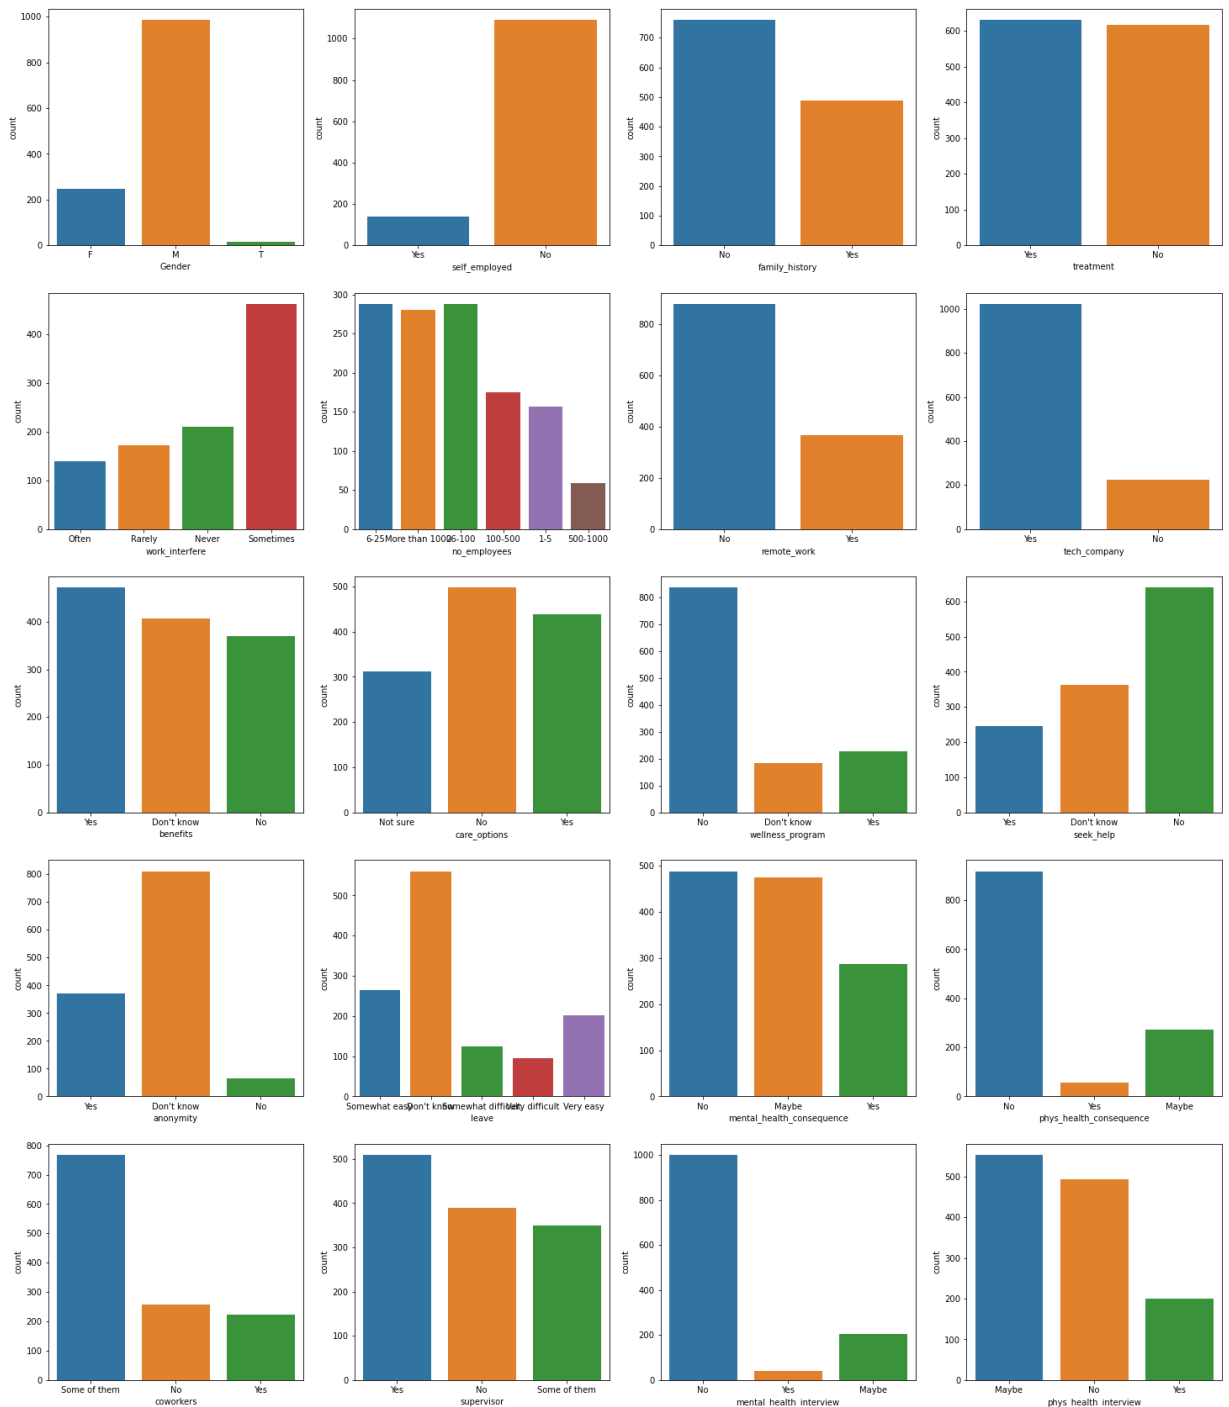 1000
800
600
400
200
0
count
F M T
Gender
1000
800
600
400
200
0
count
Yes No
self_employed
700
600
500
400
300
200
100
0
count
No Yes
family_history
600
500
400
300
200
100
0
count
Yes No
treatment
400
300
200
100
0
count
Often Rarely Never Sometimes
work_interfere
300
250
200
150
100
50
0
count
6-25 More than 1000 26-100 100-500 1-5 500-1000
no_employees
800
600
400
200
0
count
No Yes
remote_work
1000
800
600
400
200
0
count
Yes No
tech_company
400
300
200
100
0
count
Yes Don't know No
benefits
500
400
300
200
100
0
count
Not sure No Yes
care_options
800
700
600
500
400
300
200
100
0
count
No Don't know Yes
wellness_program
600
500
400
300
200
100
0
count
Yes Don't know No
seek_help
800
700
600
500
400
300
200
100
0
count
Yes Don't know No
anonymity
500
400
300
200
100
0
count
Somewhat easy Don't know Somewhat difficult Very difficult Very easy
leave
500
400
300
200
100
0
count
No Maybe Yes
mental_health_consequence
800
600
400
200
0
count
No Yes Maybe
phys_health_consequence
800
700
600
500
400
300
200
100
0
count
Some of them No Yes
coworkers
500
400
300
200
100
0
count
Yes No Some of them
supervisor
1000
800
600
400
200
0
count
No Yes Maybe
mental_health_interview
500
400
300
200
100
0
count
Maybe No Yes
phys_health_interview